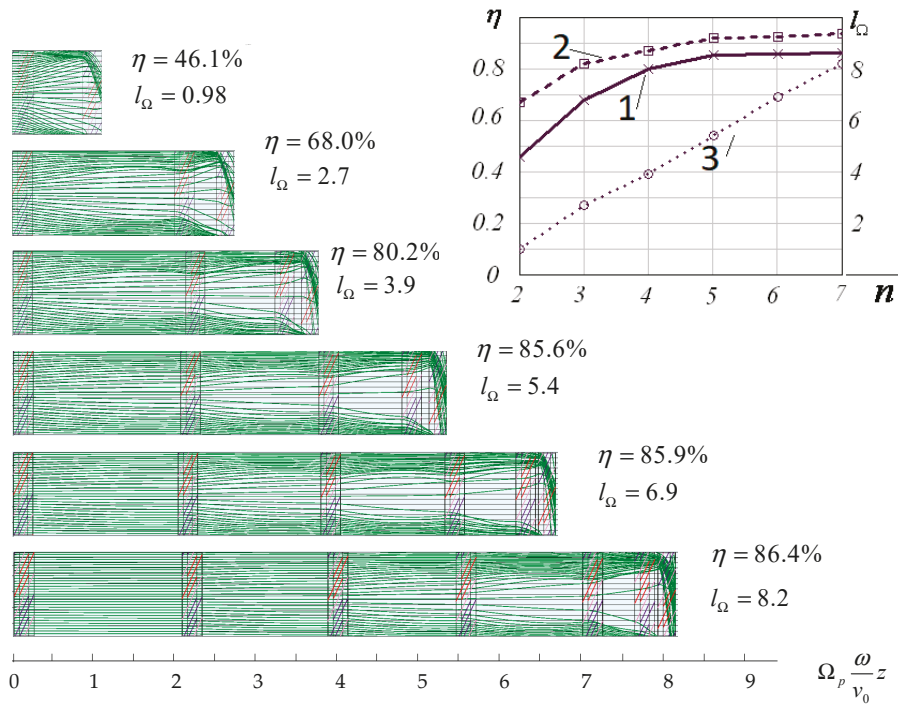 η = 46.1%
l_Ω = 0.98
η = 68.0%
l_Ω = 2.7
η = 80.2%
l_Ω = 3.9
η = 85.6%
l_Ω = 5.4
η = 85.9%
l_Ω = 6.9
η = 86.4%
l_Ω = 8.2
0 1 2 3 4 5 6 7 8 9 Ω_p ω/v_0 z
η l_Ω
0.8 8
0.6 6
0.4 4
0.2 2
0
2 3 4 5 6 7 n
2
1
3